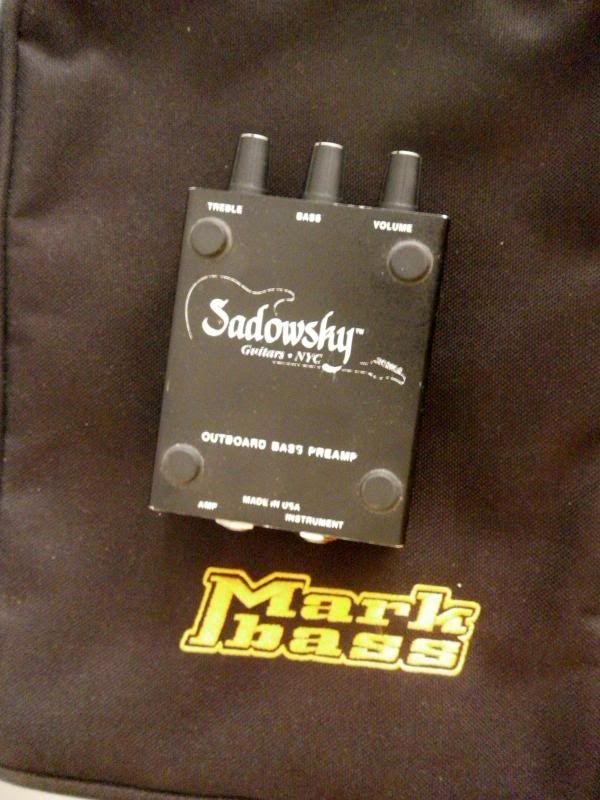 TREBLE BASS VOLUME
Sadowsky™
Guitars • NYC
OUTBOARD BASS PREAMP
AMP MADE IN USA INSTRUMENT
Mark
bass